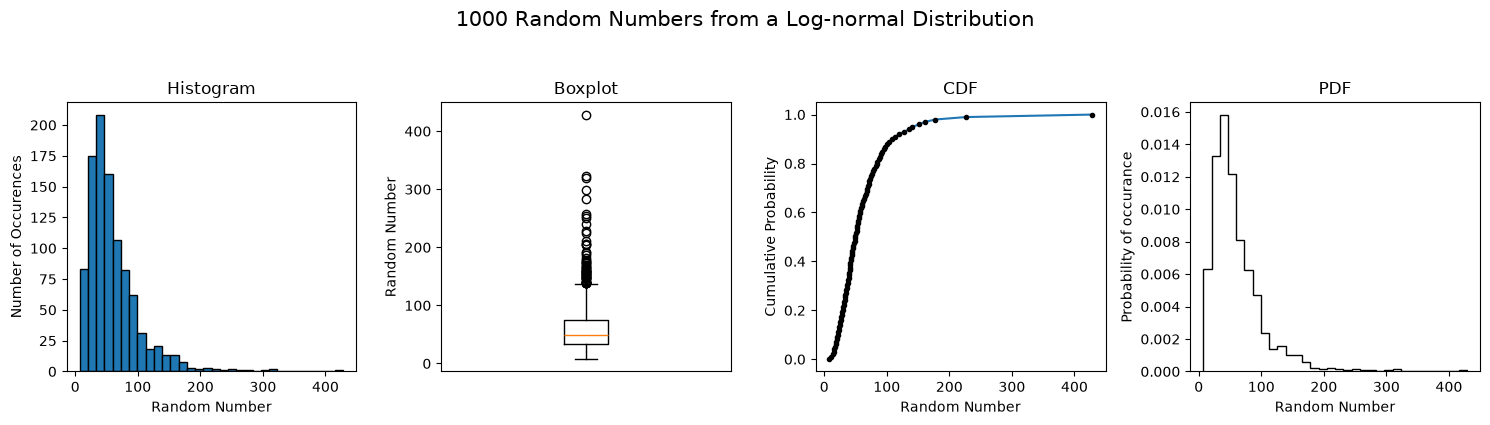 1000 Random Numbers from a Log-normal Distribution
Histogram
Number of Occurences
200
175
150
125
100
75
50
25
0
0 100 200 300 400
Random Number
Boxplot
Random Number
400
300
200
100
0
CDF
Cumulative Probability
1.0
0.8
0.6
0.4
0.2
0.0
0 100 200 300 400
Random Number
PDF
Probability of occurance
0.016
0.014
0.012
0.010
0.008
0.006
0.004
0.002
0.000
0 100 200 300 400
Random Number